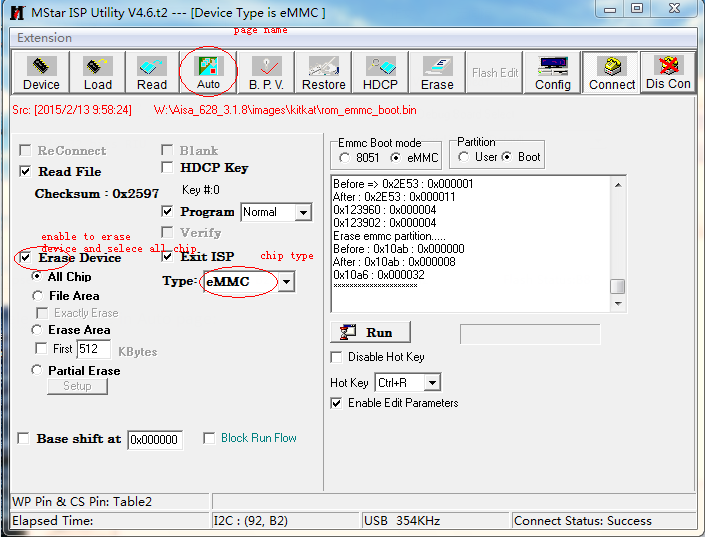 MStar ISP Utility V4.6.t2 --- [Device Type is eMMC ]
page name
Extension
Device Load Read Auto B. P. V. Restore HDCP Erase Flash Edit Config Connect Dis Con
Src: [2015/2/13 9:58:24] W:\Aisa_628_3.1.8\images\kitkat\rom_emmc_boot.bin
ReConnect
Read File
Checksum : 0x2597
enable to erase
device and selece all chip
Erase Device
All Chip
File Area
Exactly Erase
Erase Area
First 512 KBytes
Partial Erase
Setup
Base shift at 0x000000
Blank
HDCP Key
Key #:0
Program Normal
Verify
Exit ISP
chip type
Type: eMMC
Block Run Flow
Emmc Boot mode
8051 eMMC
Partition
User Boot
Before => 0x2E53 : 0x000001
After : 0x2E53 : 0x000011
0x123960 : 0x000004
0x123902 : 0x000004
Erase emmc partition.....
Before : 0x10ab : 0x000000
After : 0x10ab : 0x000008
0x10a6 : 0x000032
Run
Disable Hot Key
Hot Key Ctrl+R
Enable Edit Parameters
WP Pin & CS Pin: Table2
Elapsed Time:
I2C : (92, B2)
USB 354KHz
Connect Status: Success